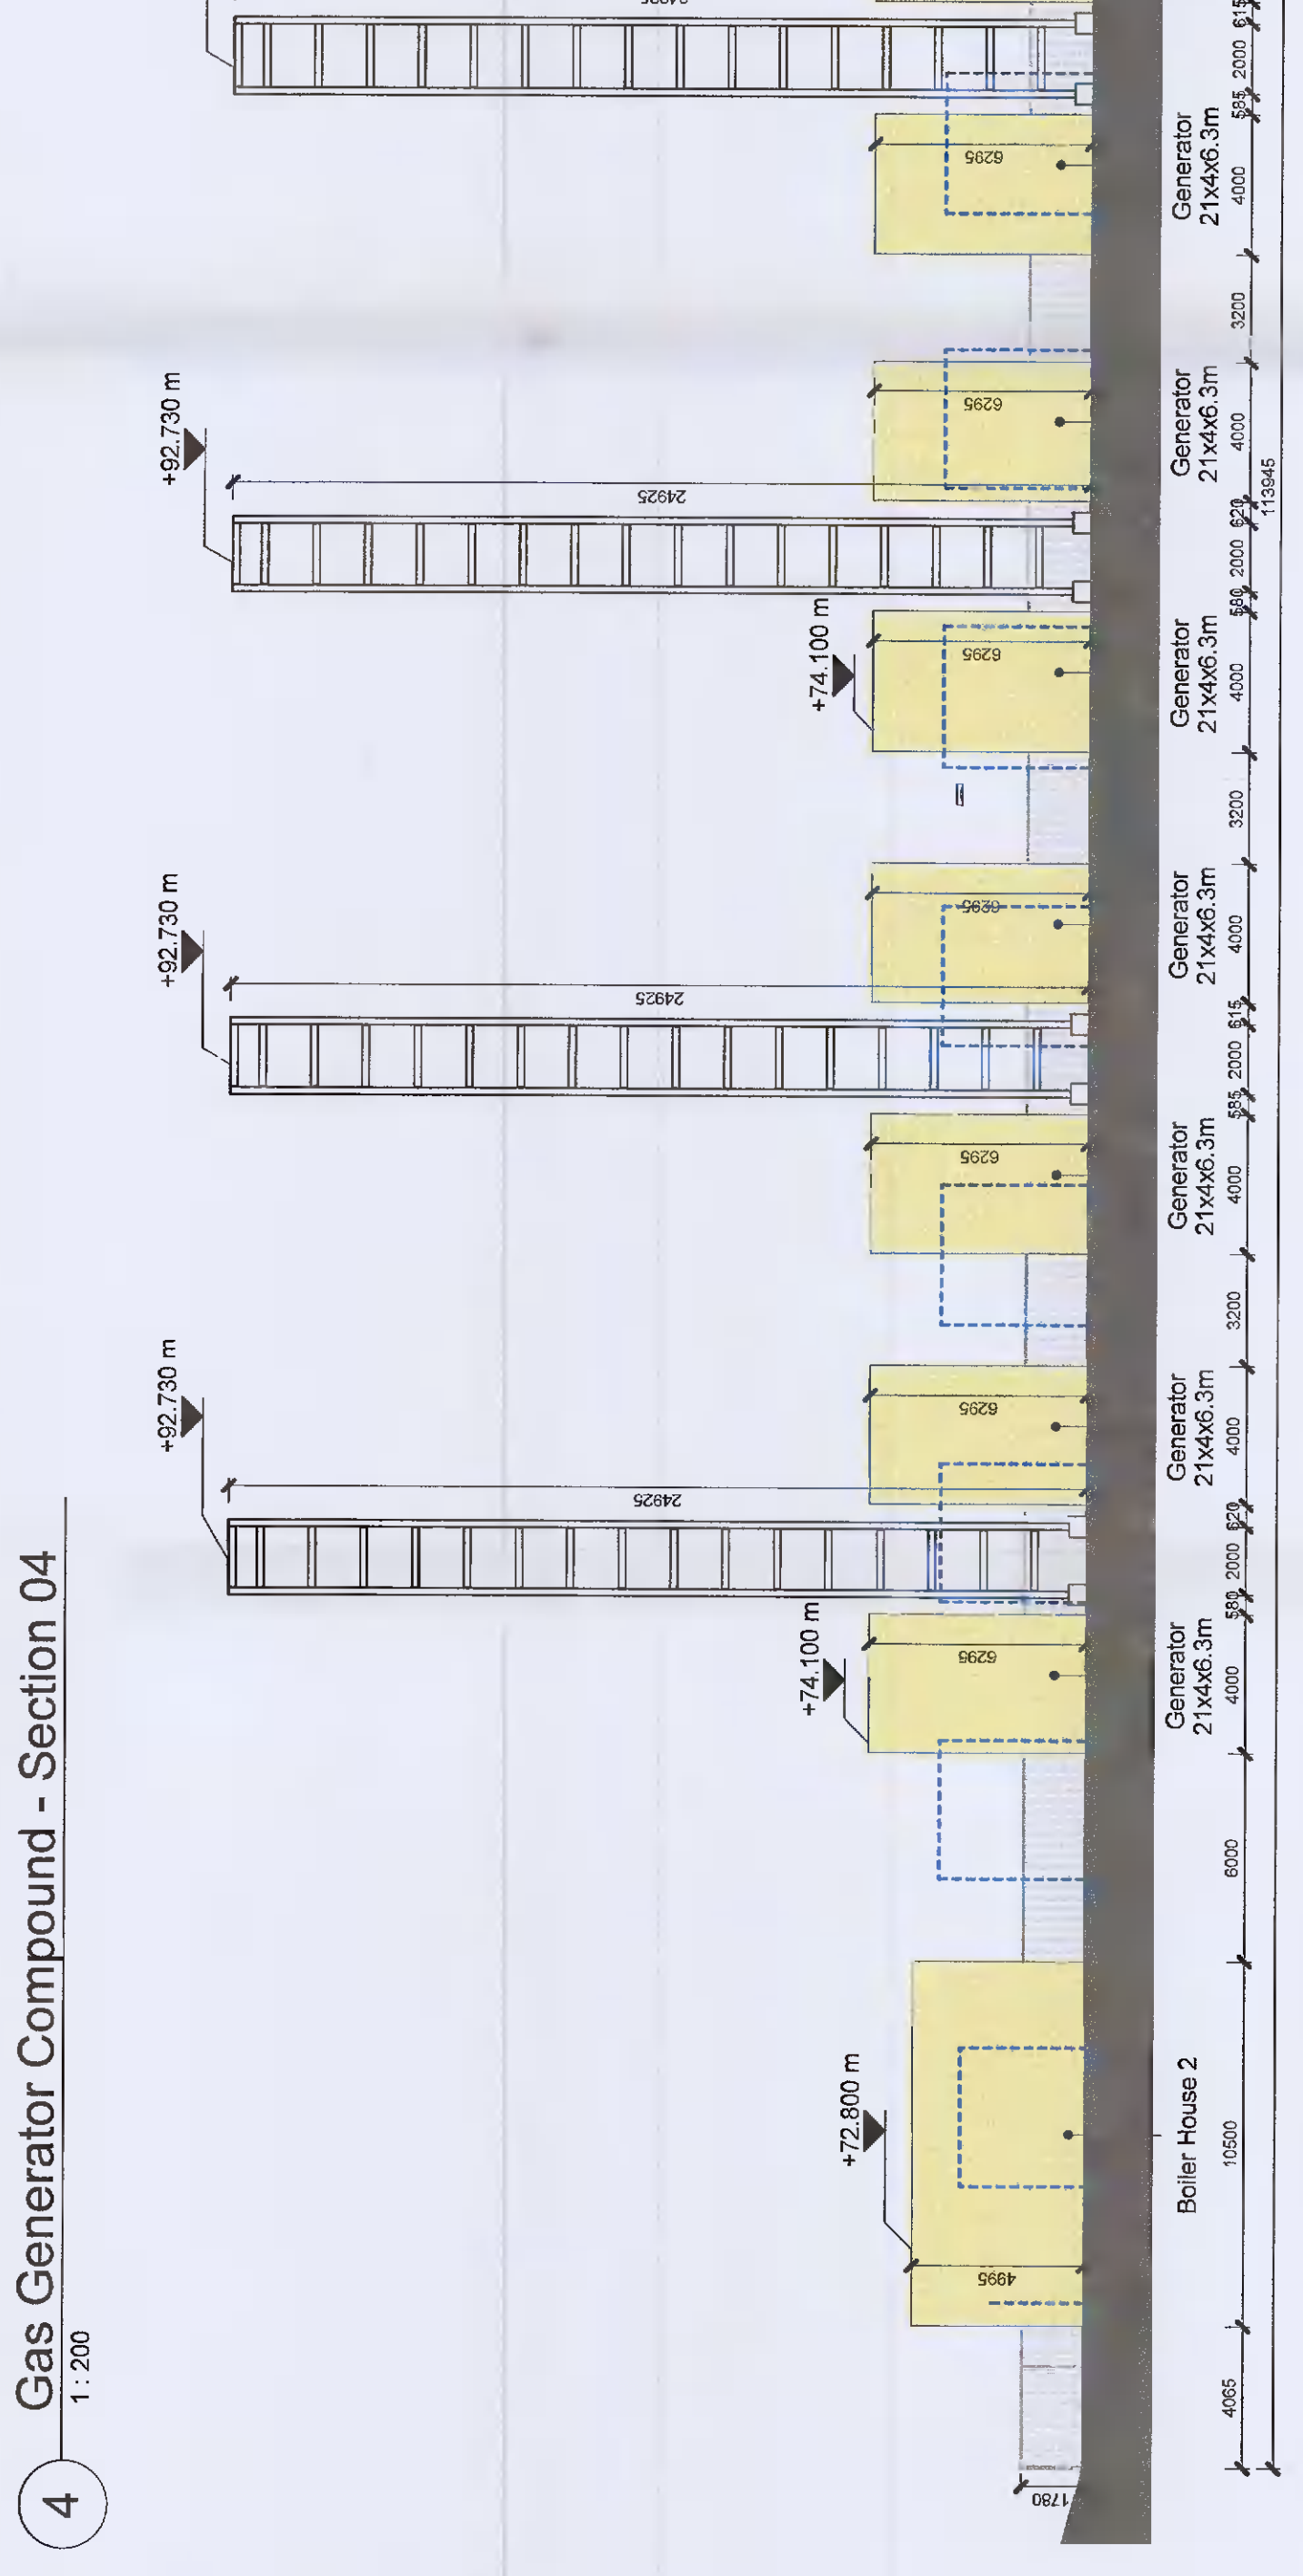 4
Gas Generator Compound - Section 04
1 : 200
+92.730 m
+92.730 m
+92.730 m
24925
24925
24925
+72.800 m
+74.100 m
+74.100 m
1780
4995
6295
6295
6295
6295
6295
6295
6295
Boiler House 2
Generator
21x4x6.3m
Generator
21x4x6.3m
Generator
21x4x6.3m
Generator
21x4x6.3m
Generator
21x4x6.3m
Generator
21x4x6.3m
Generator
21x4x6.3m
4065 10500 6000 4000 580 2000 620 4000 3200 4000 585 2000 615 4000 3200 4000 580 2000 620 4000 3200 4000 585 2000 615
113945